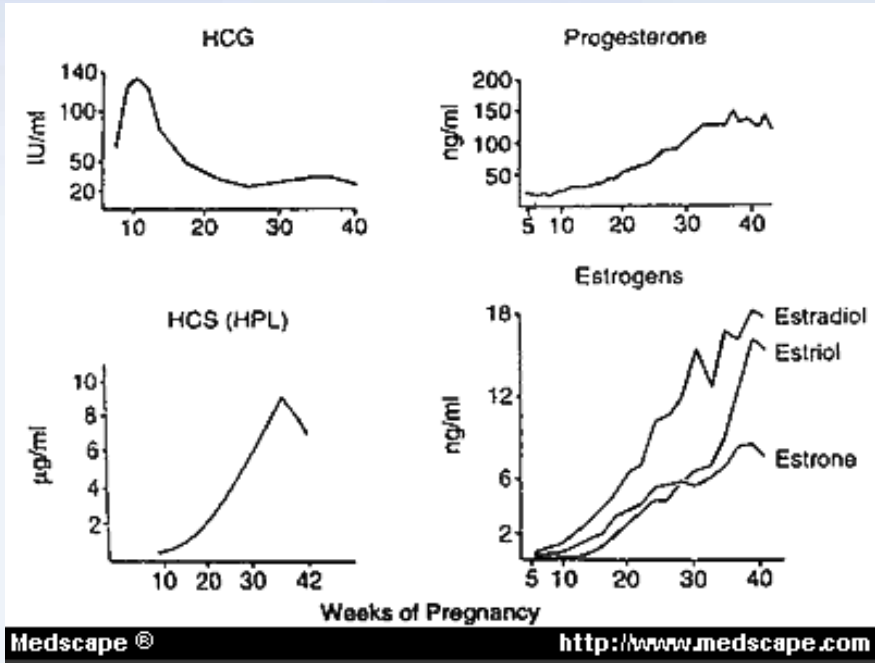 HCG
140
100
50
20
IU/ml
10 20 30 40
Progesterone
200
150
100
50
ng/ml
5 10 20 30 40
HCS (HPL)
10
8
6
4
2
µg/ml
10 20 30 42
Estrogens
18
12
6
2
ng/ml
Estradiol
Estriol
Estrone
5 10 20 30 40
Weeks of Pregnancy
Medscape ® http://www.medscape.com